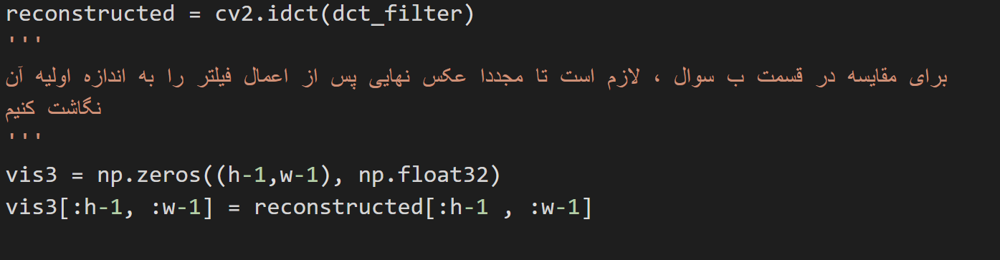 reconstructed = cv2.idct(dct_filter)
'''
برای مقایسه در قسمت ب سوال ، لازم است تا مجددا عکس نهایی پس از اعمال فیلتر را به اندازه اولیه آن
نگاشت کنیم
'''
vis3 = np.zeros((h-1,w-1), np.float32)
vis3[:h-1, :w-1] = reconstructed[:h-1 , :w-1]